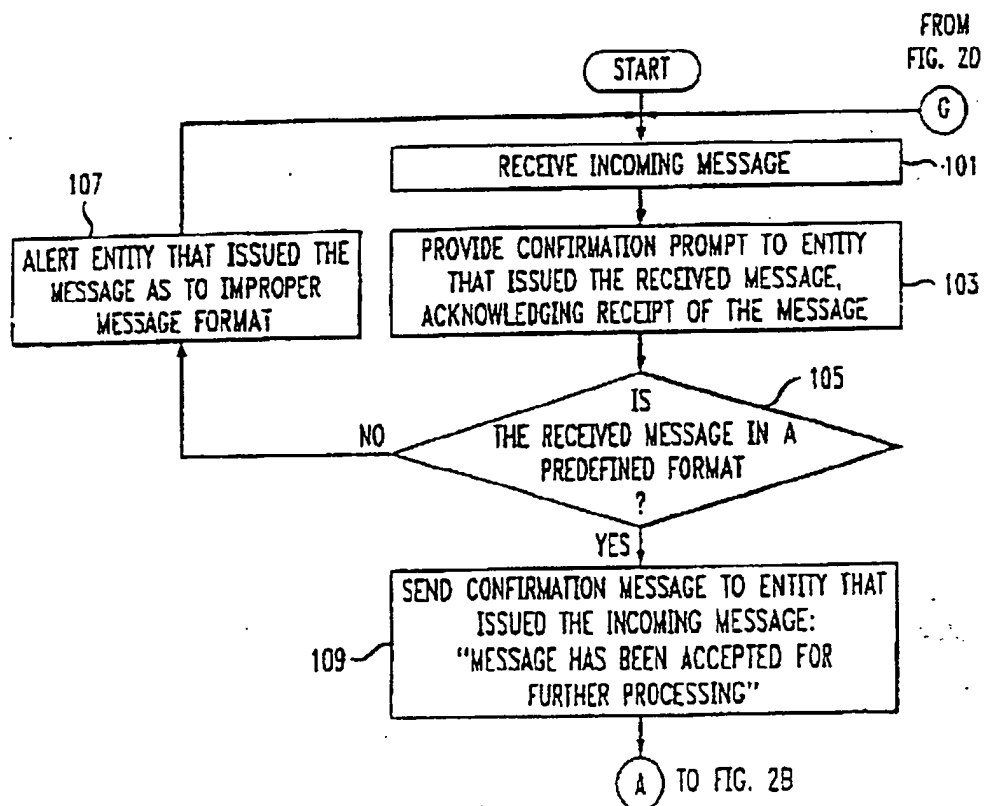 FROM
FIG. 2D
START
G
RECEIVE INCOMING MESSAGE
101
107
ALERT ENTITY THAT ISSUED THE
MESSAGE AS TO IMPROPER
MESSAGE FORMAT
PROVIDE CONFIRMATION PROMPT TO ENTITY
THAT ISSUED THE RECEIVED MESSAGE,
ACKNOWLEDGING RECEIPT OF THE MESSAGE
103
105
IS
THE RECEIVED MESSAGE IN A
PREDEFINED FORMAT
?
NO
YES
SEND CONFIRMATION MESSAGE TO ENTITY THAT
ISSUED THE INCOMING MESSAGE:
"MESSAGE HAS BEEN ACCEPTED FOR
FURTHER PROCESSING"
109
A TO FIG. 2B